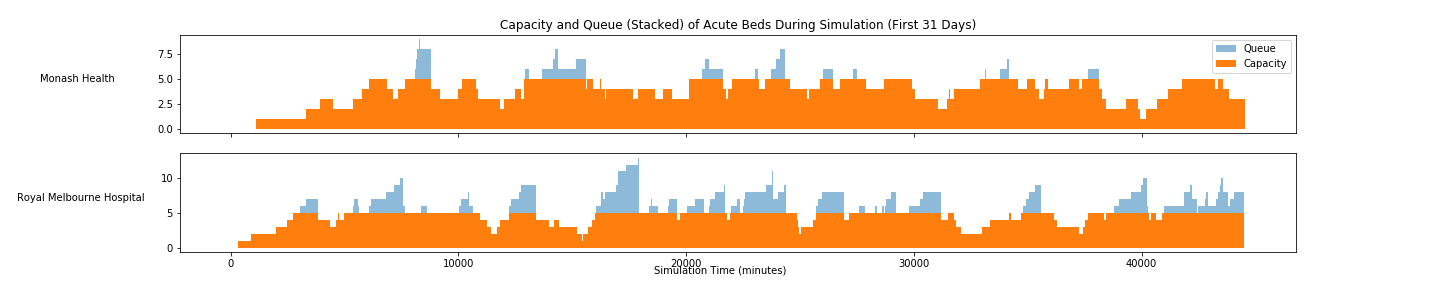 Capacity and Queue (Stacked) of Acute Beds During Simulation (First 31 Days)
Queue
Capacity
Monash Health
7.5
5.0
2.5
0.0
Royal Melbourne Hospital
10
5
0
0 10000 20000 30000 40000
Simulation Time (minutes)